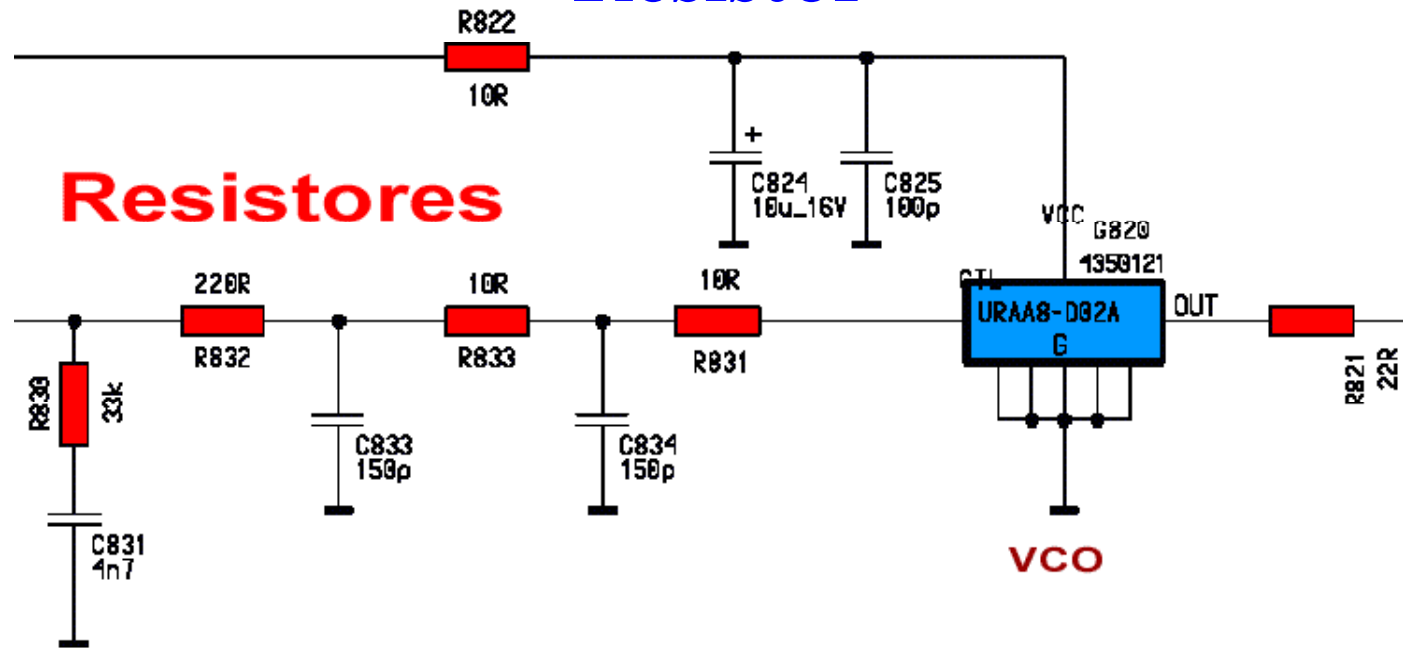 R822
10R
+
C824
10u_16V
C825
100p
Resistores
VCC
G820
4350121
CTL
URAA8-D02A
G
OUT
R821
22R
220R
R832
10R
R833
10R
R831
R830
33k
C833
150p
C834
150p
C831
4n7
VCO